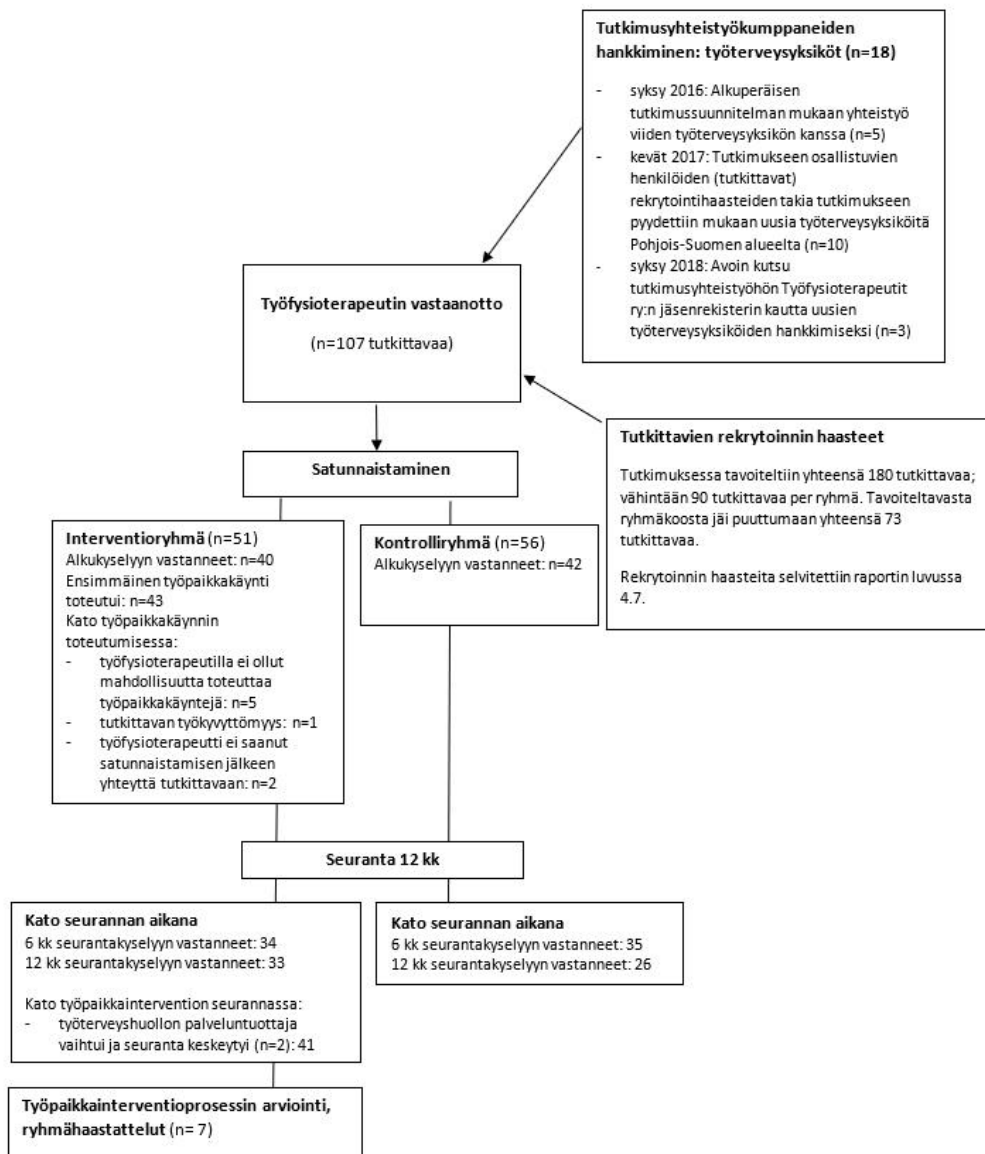 Tutkimusyhteistyökumppaneiden
hankkiminen: työterveysyksiköt (n=18)
- syksy 2016: Alkuperäisen
tutkimussuunnitelman mukaan yhteistyö
viiden työterveysyksikön kanssa (n=5)
- kevät 2017: Tutkimukseen osallistuvien
henkilöiden (tutkittavat)
rekrytointihaasteiden takia tutkimukseen
pyydettiin mukaan uusia työterveysyksiköitä
Pohjois-Suomen alueelta (n=10)
- syksy 2018: Avoin kutsu
tutkimusyhteistyöhön Työfysioterapeutit
ry:n jäsenrekisterin kautta uusien
työterveysyksiköiden hankkimiseksi (n=3)
Työfysioterapeutin vastaanotto
(n=107 tutkittavaa)
Tutkittavien rekrytoinnin haasteet
Tutkimuksessa tavoiteltiin yhteensä 180 tutkittavaa;
vähintään 90 tutkittavaa per ryhmä. Tavoiteltavasta
ryhmäkoosta jäi puuttumaan yhteensä 73
tutkittavaa.
Rekrytoinnin haasteita selvitettiin raportin luvussa
4.7.
Satunnaistaminen
Interventioryhmä (n=51)
Alkukyselyyn vastanneet: n=40
Ensimmäinen työpaikkakäynti
toteutui: n=43
Kato työpaikkakäynnin
toteutumisessa:
- työfysioterapeutilla ei ollut
mahdollisuutta toteuttaa
työpaikkakäyntejä: n=5
- tutkittavan työkyvyttömyys: n=1
- työfysioterapeutti ei saanut
satunnaistamisen jälkeen
yhteyttä tutkittavaan: n=2
Kontrolliryhmä (n=56)
Alkukyselyyn vastanneet: n=42
Seuranta 12 kk
Kato seurannan aikana
6 kk seurantakyselyyn vastanneet: 34
12 kk seurantakyselyyn vastanneet: 33
Kato työpaikkaintervention seurannassa:
- työterveyshuollon palveluntuottaja
vaihtui ja seuranta keskeytyi (n=2): 41
Kato seurannan aikana
6 kk seurantakyselyyn vastanneet: 35
12 kk seurantakyselyyn vastanneet: 26
Työpaikkainterventioprosessin arviointi,
ryhmähaastattelut (n= 7)